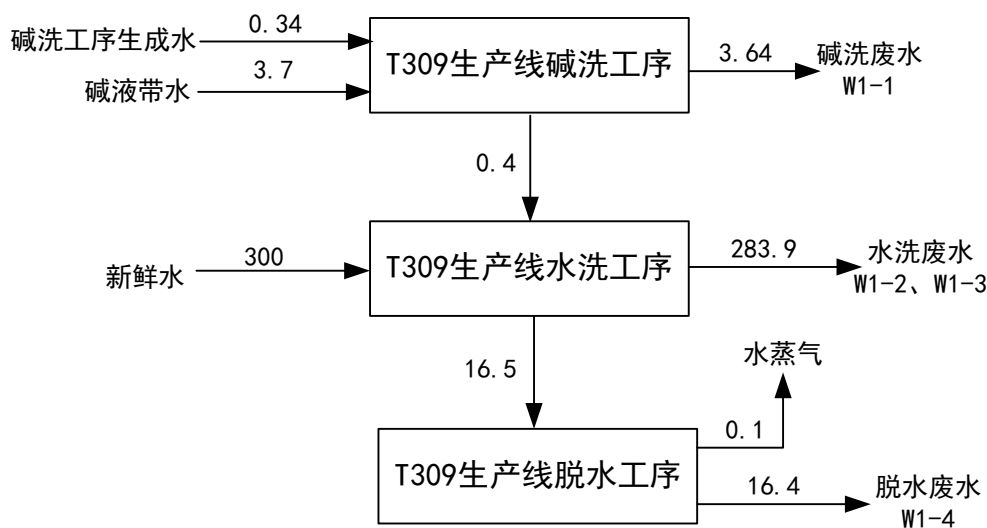 碱洗工序生成水
0.34
碱液带水
3.7
T309生产线碱洗工序
3.64
碱洗废水
W1-1
0.4
新鲜水
300
T309生产线水洗工序
283.9
水洗废水
W1-2、W1-3
16.5
水蒸气
0.1
T309生产线脱水工序
16.4
脱水废水
W1-4